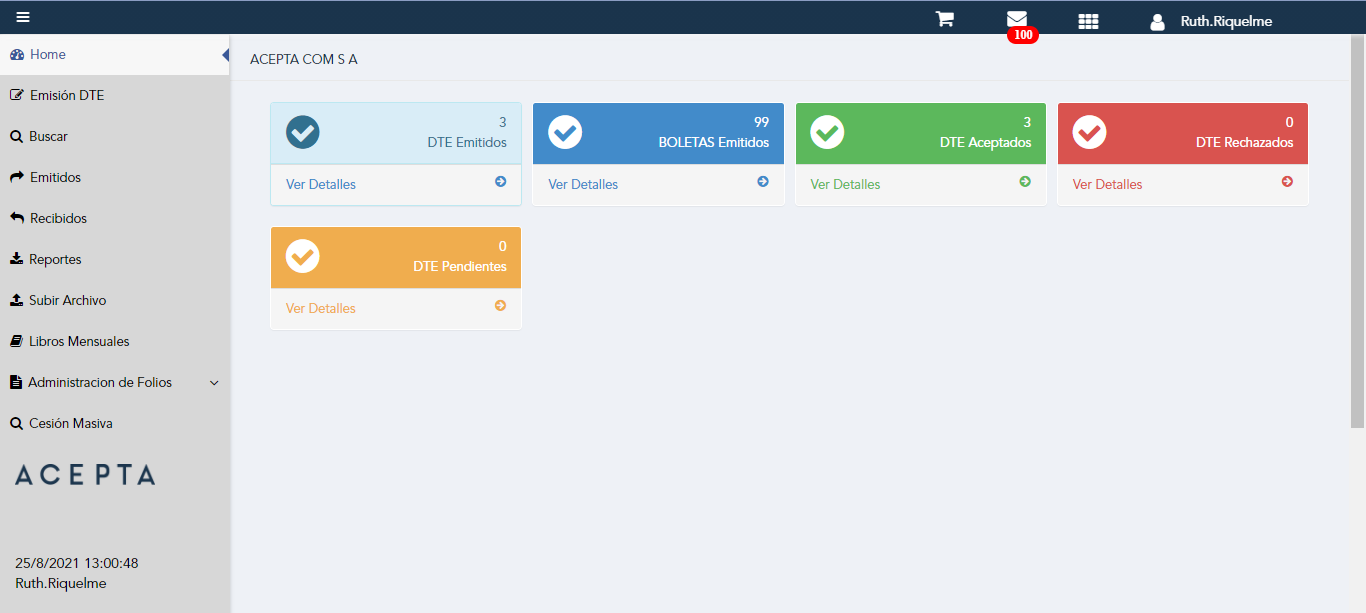 100
Ruth.Riquelme
Home
Emisión DTE
Buscar
Emitidos
Recibidos
Reportes
Subir Archivo
Libros Mensuales
Administracion de Folios
Cesión Masiva
ACEPTA
25/8/2021 13:00:48
Ruth.Riquelme
ACEPTA COM S A
3
DTE Emitidos
Ver Detalles
99
BOLETAS Emitidos
Ver Detalles
3
DTE Aceptados
Ver Detalles
0
DTE Rechazados
Ver Detalles
0
DTE Pendientes
Ver Detalles